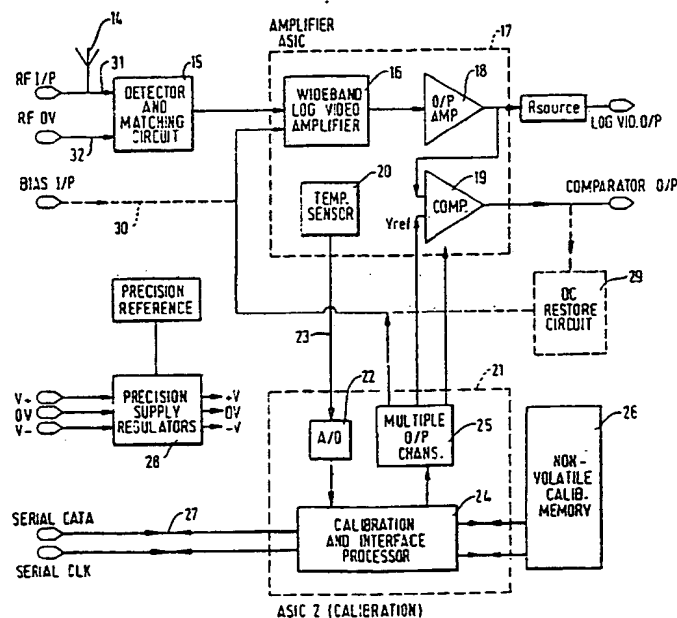 AMPLIFIER
ASIC
14
31
15
17
RF I/P
DETECTOR
AND
MATCHING
CIRCUIT
RF 0V
32
16
WIDEBAND
LOG VIDEO
AMPLIFIER
18
O/P
AMP
Rsource
LOG VID.O/P
BIAS I/P
30
20
TEMP.
SENSOR
19
COMP.
Vref
COMPARATOR O/P
PRECISION
REFERENCE
29
DC
RESTORE
CIRCUIT
23
21
V+
0V
V-
PRECISION
SUPPLY
REGULATORS
+V
0V
-V
28
22
A/D
MULTIPLE
O/P
CHANS.
25
26
NON-
VOLATILE
CALIB-
MEMORY
24
SERIAL CATA
27
SERIAL CLK
CALIBRATION
AND INTERFACE
PROCESSOR
ASIC 2 (CALIBRATION)